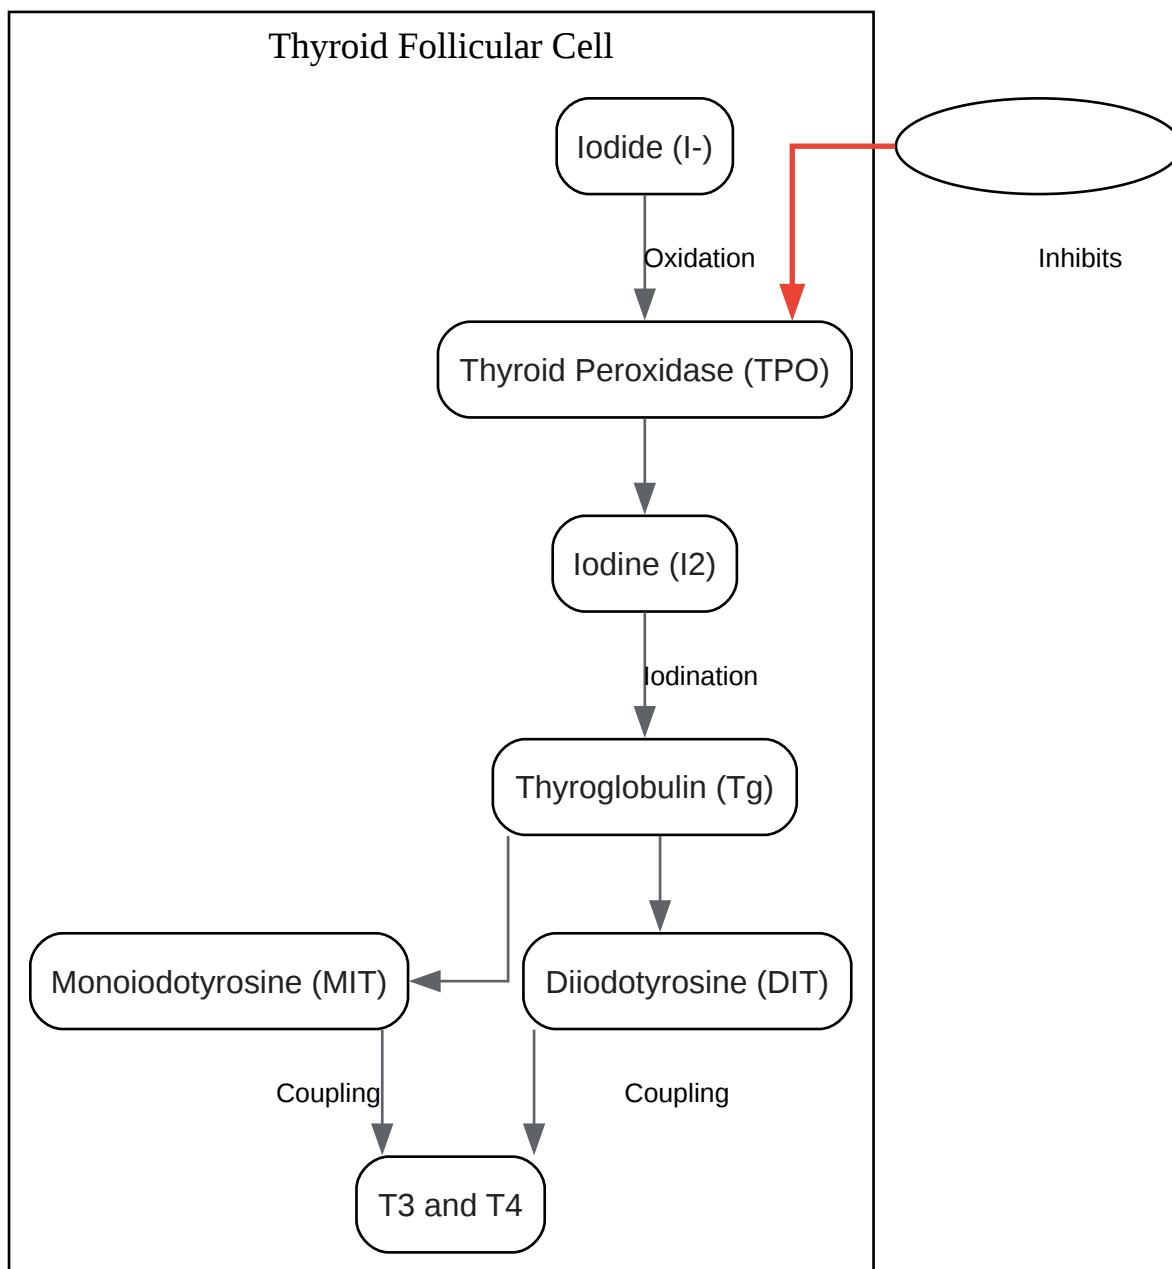 Thyroid Follicular Cell
Iodide (I-)
Oxidation
Inhibits
Thyroid Peroxidase (TPO)
Iodine (I2)
Iodination
Thyroglobulin (Tg)
Monoiodotyrosine (MIT)
Diiodotyrosine (DIT)
Coupling
Coupling
T3 and T4